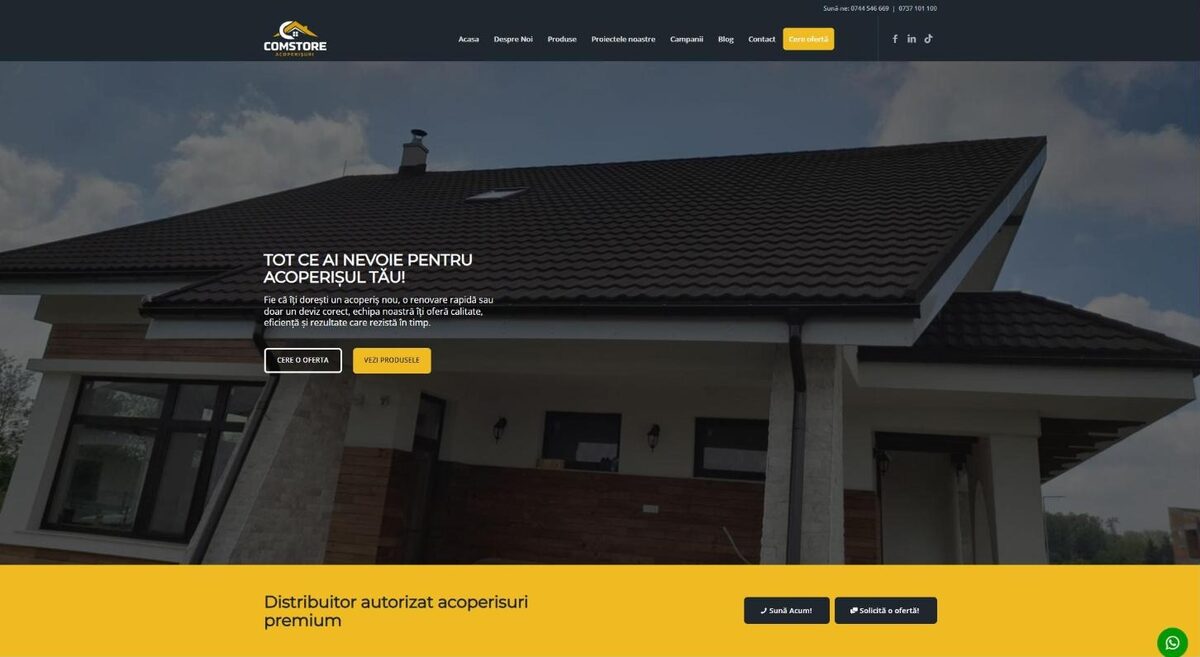 Sună-ne: 0744 546 669 | 0737 101 100
COMSTORE
ACOPERIȘURI
Acasa
Despre Noi
Produse
Proiectele noastre
Campanii
Blog
Contact
Cere ofertă
TOT CE AI NEVOIE PENTRU
ACOPERIȘUL TĂU!
Fie că îți dorești un acoperiș nou, o renovare rapidă sau
doar un deviz corect, echipa noastră îți oferă calitate,
eficiență și rezultate care rezistă în timp.
CERE O OFERTA
VEZI PRODUSELE
Distribuitor autorizat acoperisuri
premium
Sună Acum!
Solicită o ofertă!